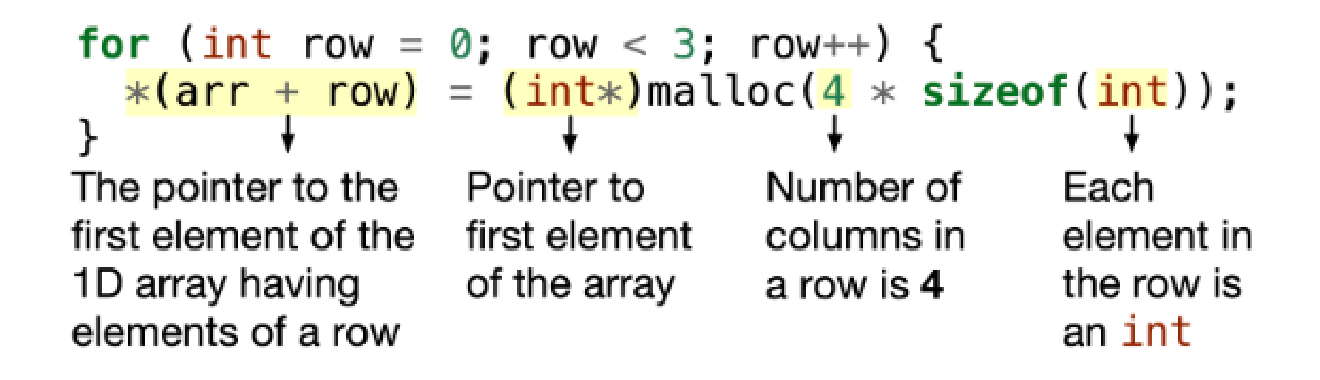 for (int row = 0; row < 3; row++) {
*(arr + row) = (int*)malloc(4 * sizeof(int));
}
The pointer to the
first element of the
1D array having
elements of a row
Pointer to
first element
of the array
Number of
columns in
a row is 4
Each
element in
the row is
an int